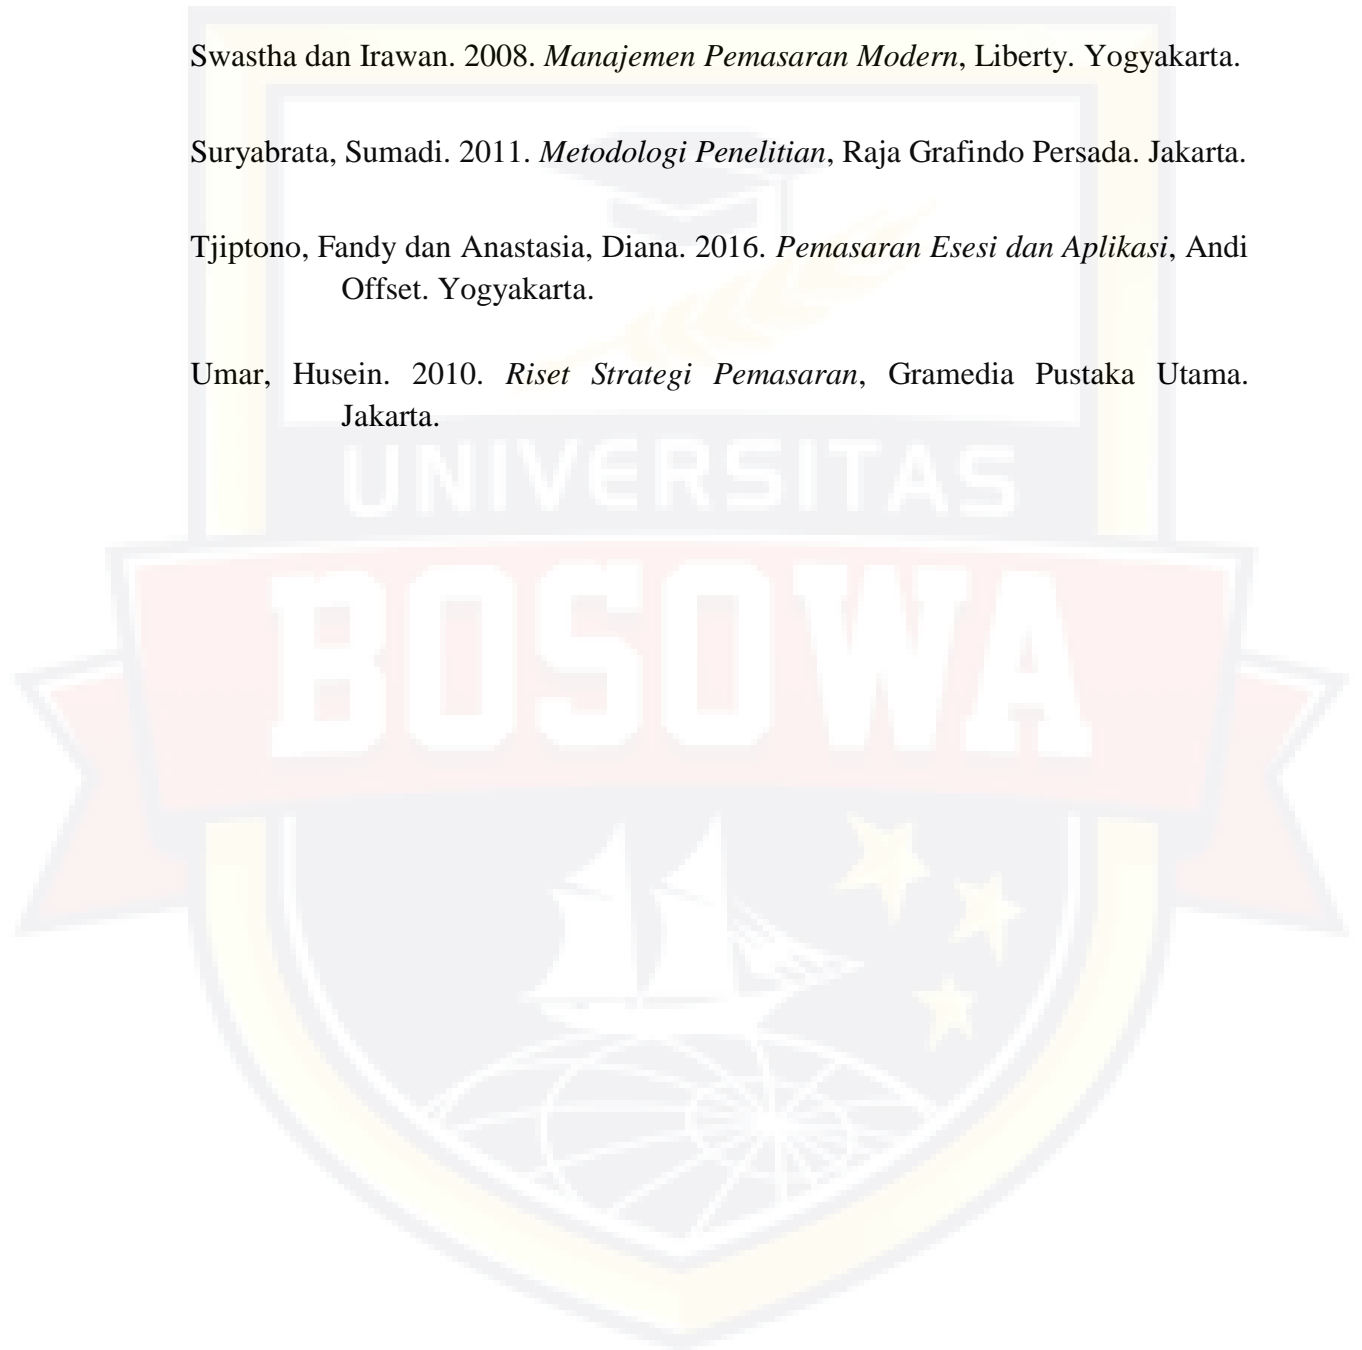 Swastha dan Irawan. 2008. Manajemen Pemasaran Modern, Liberty. Yogyakarta.
Suryabrata, Sumadi. 2011. Metodologi Penelitian, Raja Grafindo Persada. Jakarta.
Tjiptono, Fandy dan Anastasia, Diana. 2016. Pemasaran Esesi dan Aplikasi, Andi
Offset. Yogyakarta.
Umar, Husein. 2010. Riset Strategi Pemasaran, Gramedia Pustaka Utama.
Jakarta.
UNIVERSITAS
BOSOWA